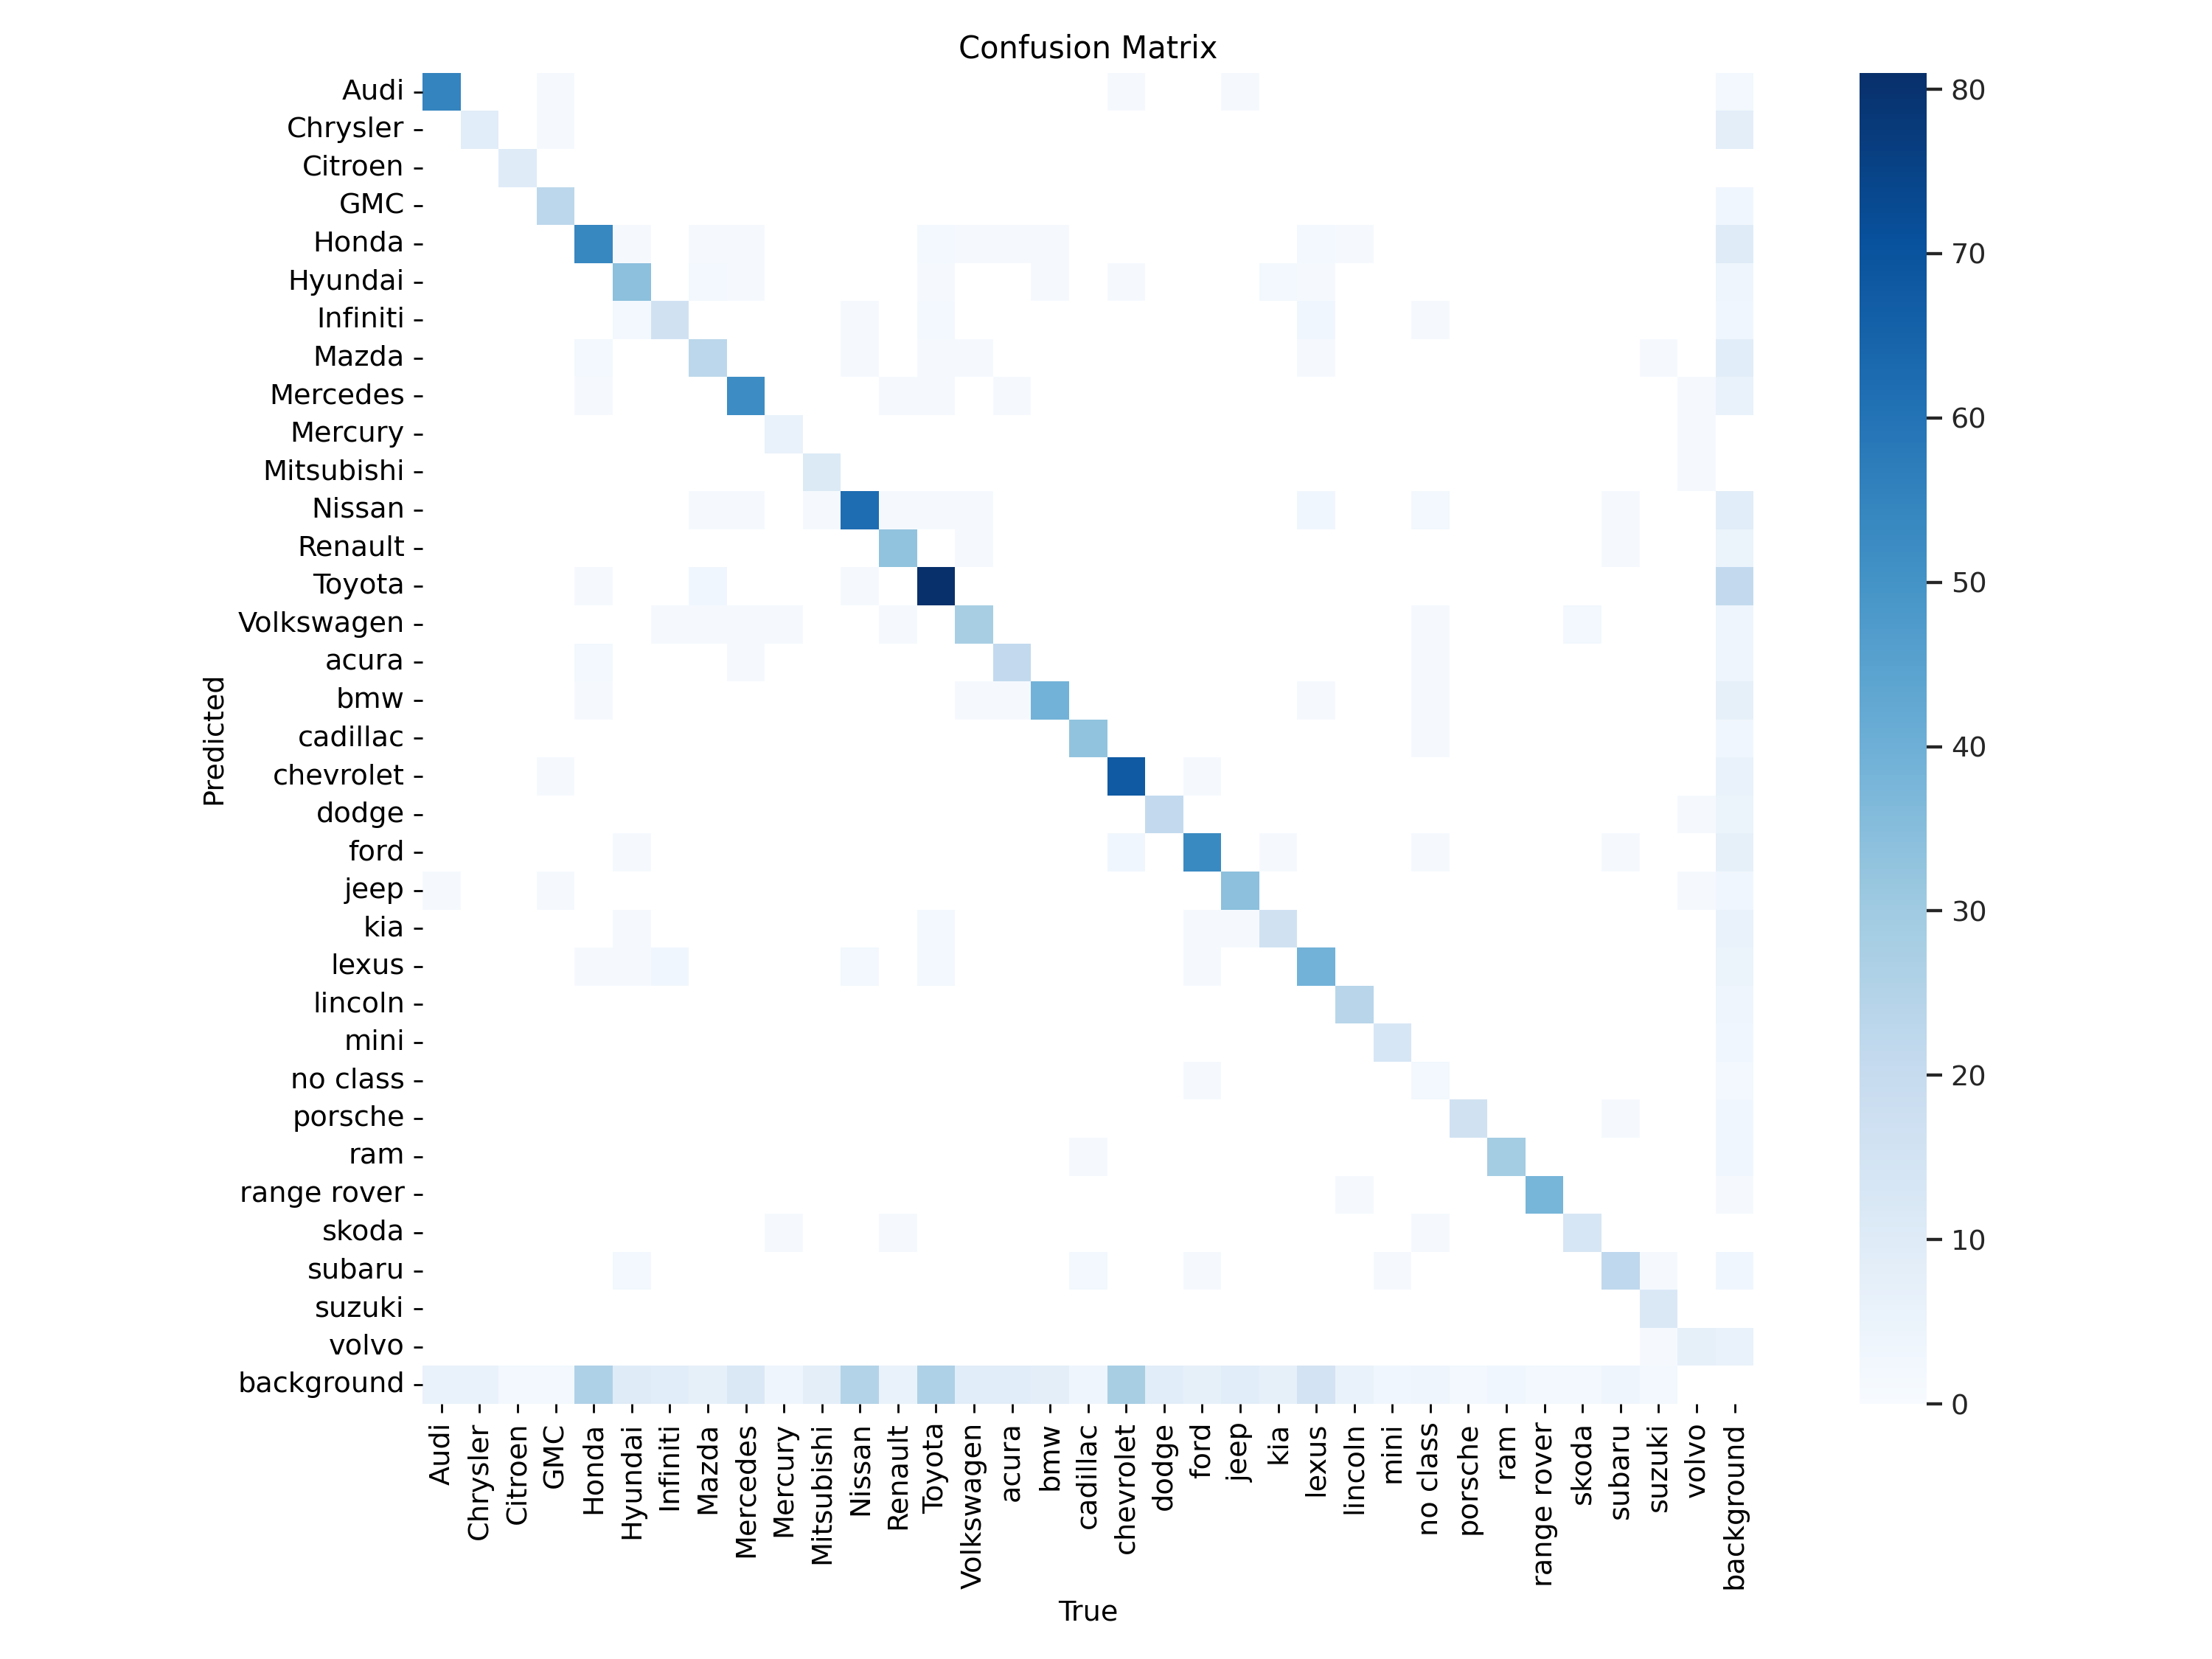 Confusion Matrix
Audi
Chrysler
Citroen
GMC
Honda
Hyundai
Infiniti
Mazda
Mercedes
Mercury
Mitsubishi
Nissan
Renault
Toyota
Volkswagen
acura
bmw
cadillac
chevrolet
dodge
ford
jeep
kia
lexus
lincoln
mini
no class
porsche
ram
range rover
skoda
subaru
suzuki
volvo
background
Predicted
80
70
60
50
40
30
20
10
0
Audi
Chrysler
Citroen
GMC
Honda
Hyundai
Infiniti
Mazda
Mercedes
Mercury
Mitsubishi
Nissan
Renault
Toyota
Volkswagen
acura
bmw
cadillac
chevrolet
dodge
ford
jeep
kia
lexus
lincoln
mini
no class
porsche
ram
range rover
skoda
subaru
suzuki
volvo
background
True